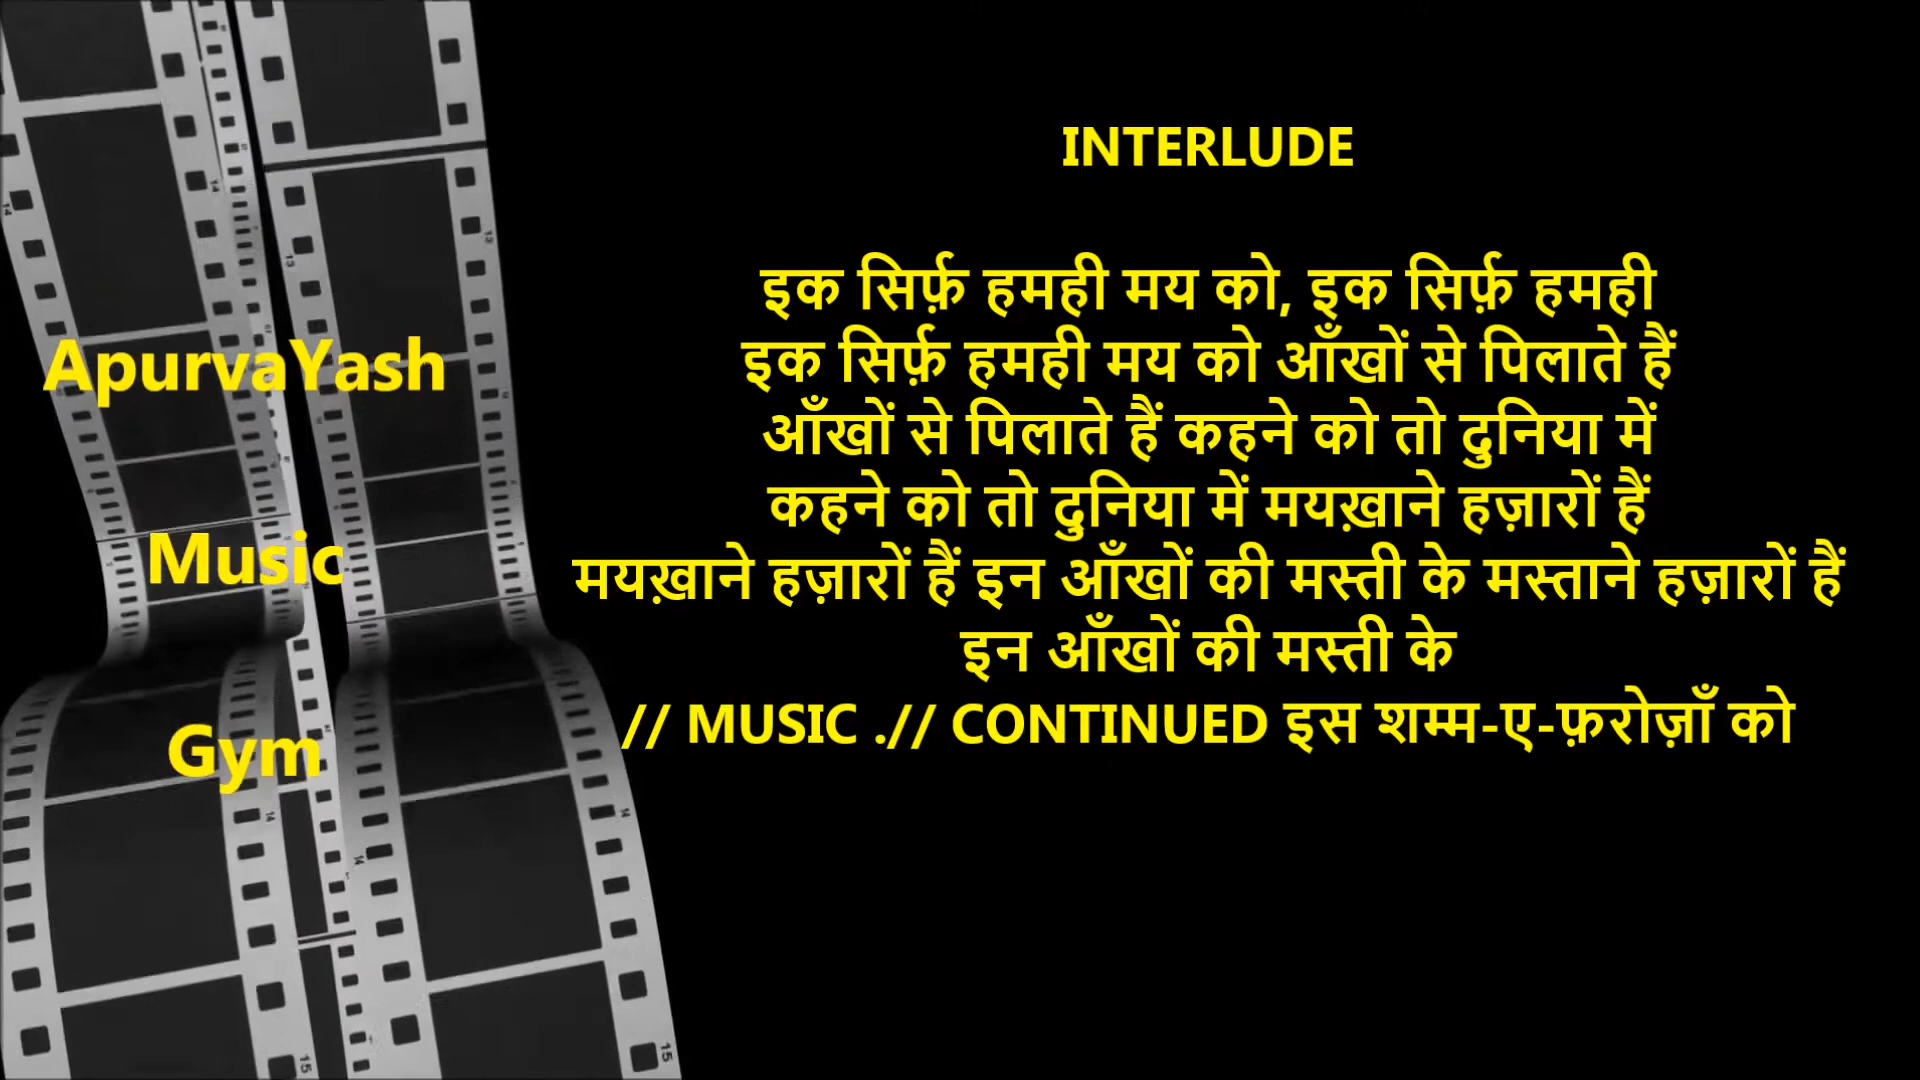 ApurvaYash
Music
Gym
INTERLUDE
इक सिर्फ़ हमही मय को, इक सिर्फ़ हमही
इक सिर्फ़ हमही मय को आँखों से पिलाते हैं
आँखों से पिलाते हैं कहने को तो दुनिया में
कहने को तो दुनिया में मयख़ाने हज़ारों हैं
मयख़ाने हज़ारों हैं इन आँखों की मस्ती के मस्ताने हज़ारों हैं
इन आँखों की मस्ती के
// MUSIC .// CONTINUED इस शम्म-ए-फ़रोज़ाँ को